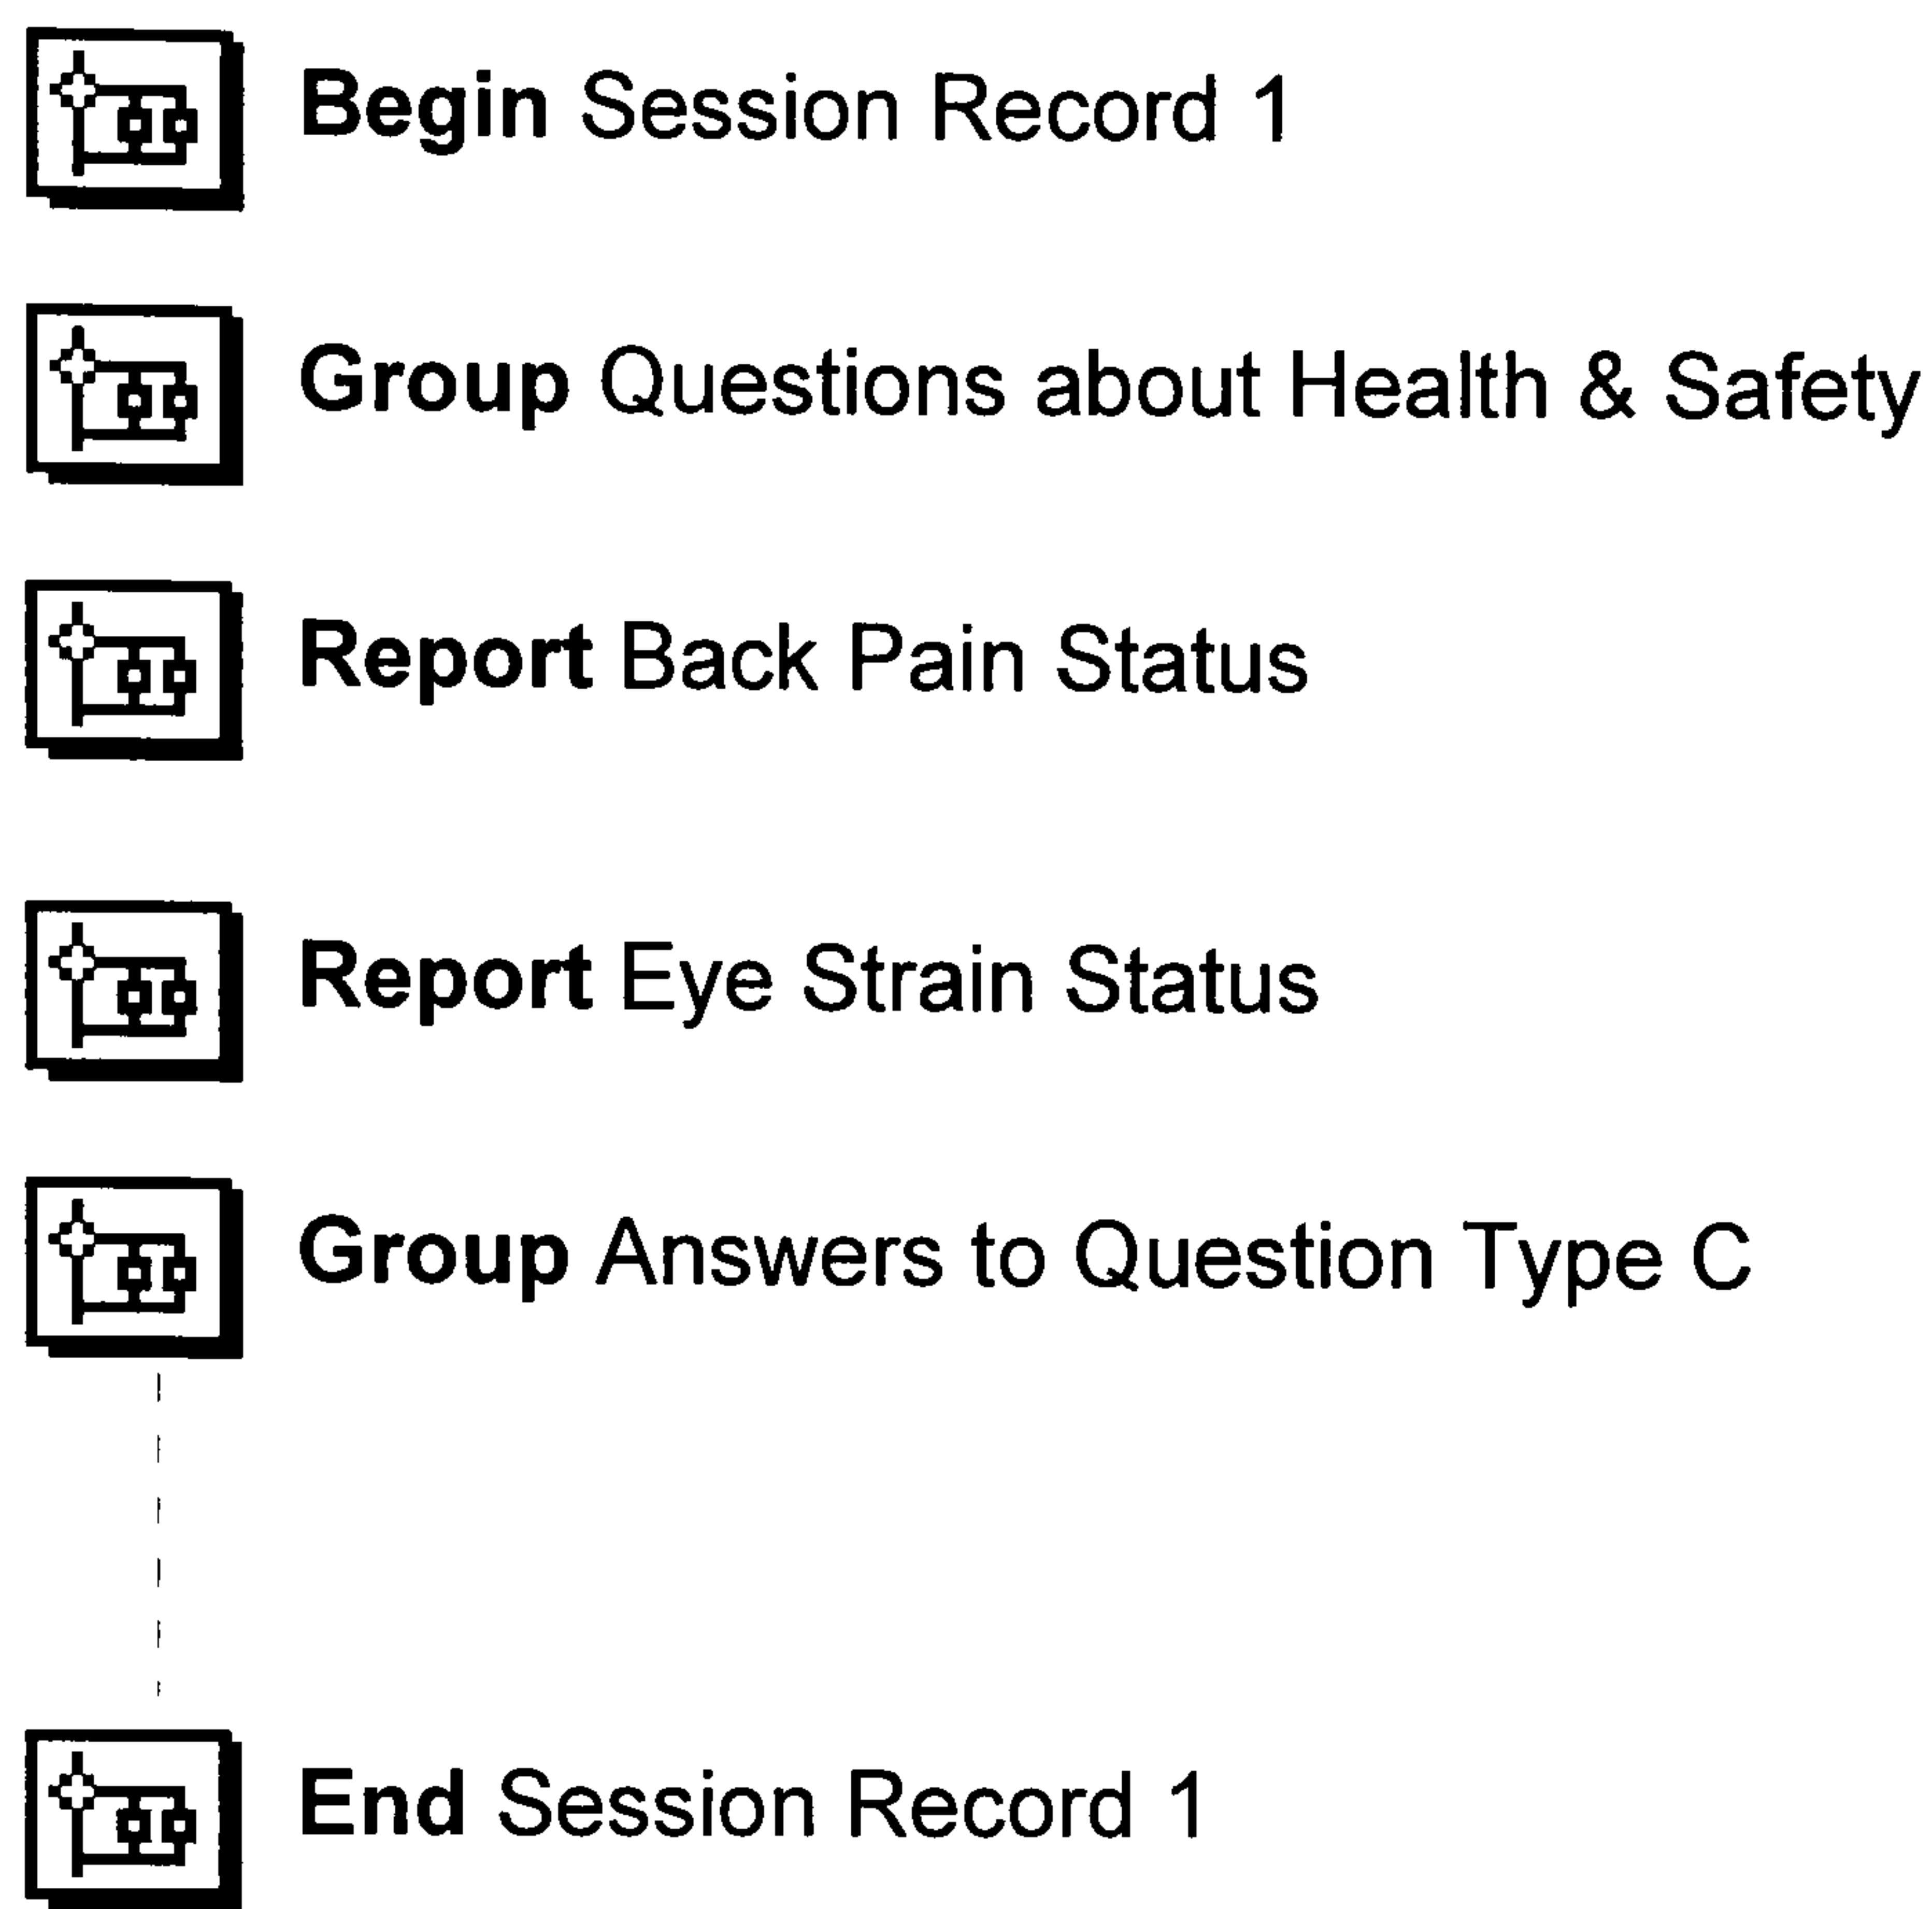 Begin Session Record 1
Group Questions about Health & Safety
Report Back Pain Status
Report Eye Strain Status
Group Answers to Question Type C
End Session Record 1